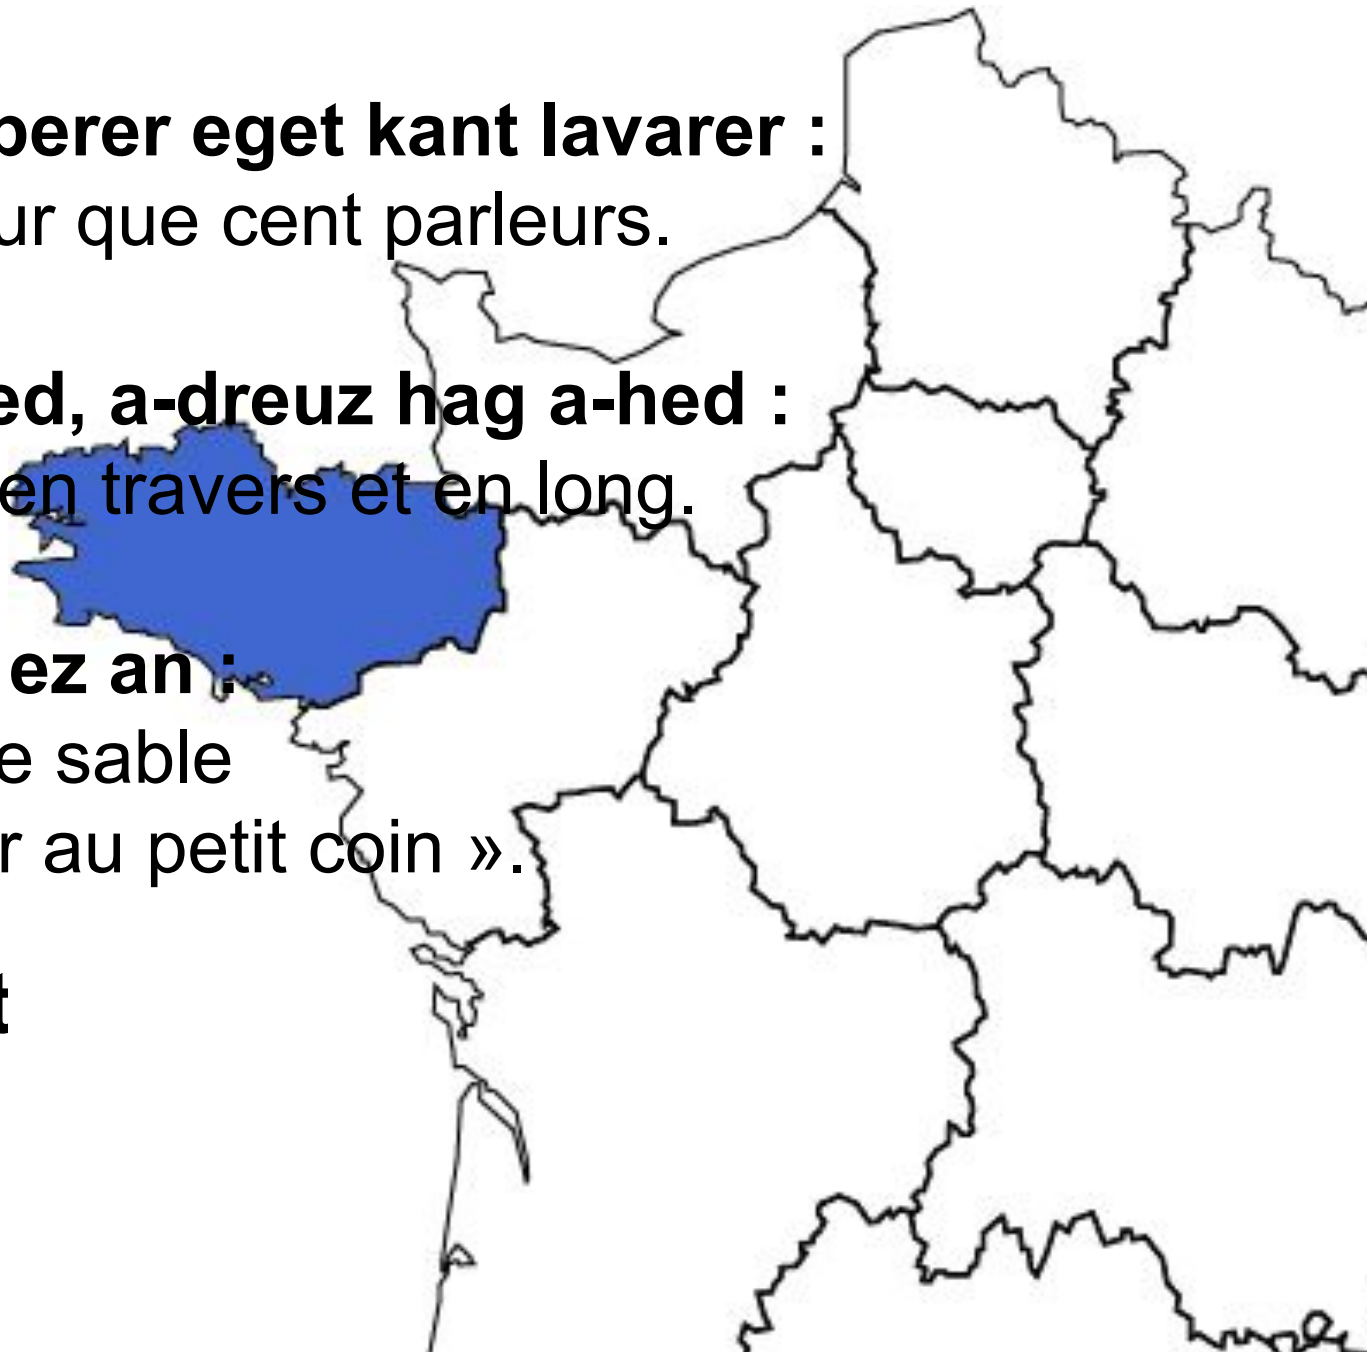 perer eget kant lavarer :
ur que cent parleurs.
ed, a-dreuz hag a-hed :
en travers et en long.
ez an :
e sable
r au petit coin ».
t